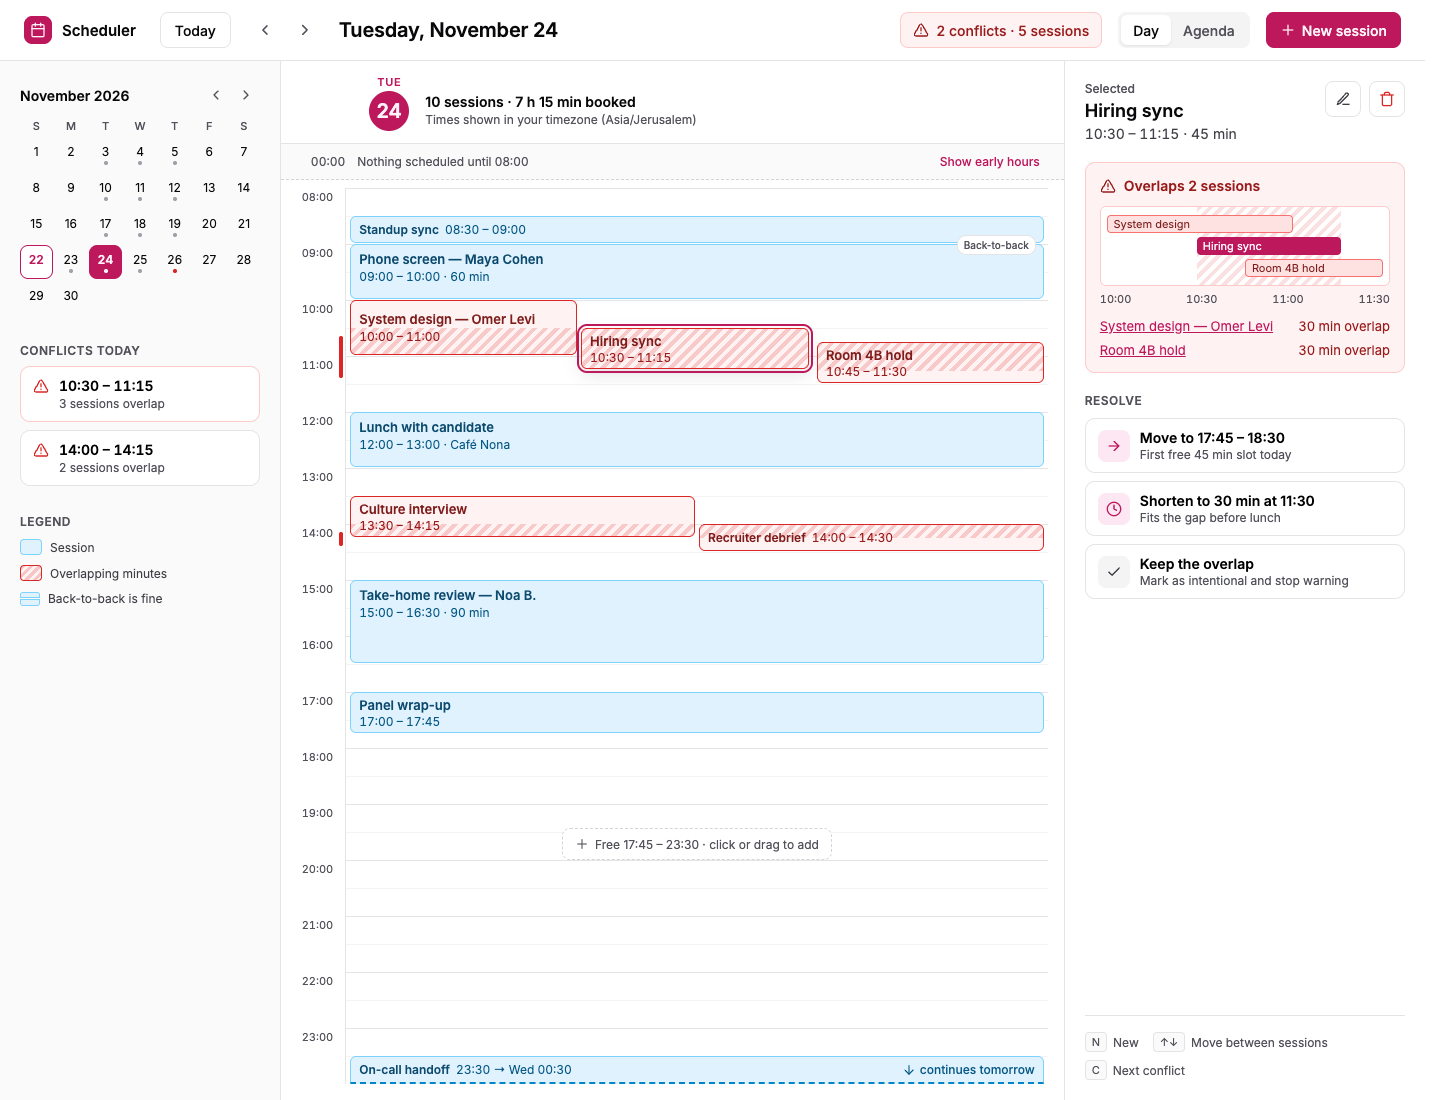 Scheduler
Today
Tuesday, November 24
2 conflicts · 5 sessions
Day
Agenda
New session
November 2026
S M T W T F S
1 2 3 4 5 6 7
8 9 10 11 12 13 14
15 16 17 18 19 20 21
22 23 24 25 26 27 28
29 30
CONFLICTS TODAY
10:30 – 11:15
3 sessions overlap
14:00 – 14:15
2 sessions overlap
LEGEND
Session
Overlapping minutes
Back-to-back is fine
TUE
24
10 sessions · 7 h 15 min booked
Times shown in your timezone (Asia/Jerusalem)
00:00 Nothing scheduled until 08:00
Show early hours
08:00
Standup sync 08:30 – 09:00
Back-to-back
09:00
Phone screen — Maya Cohen
09:00 – 10:00 · 60 min
10:00
System design — Omer Levi
10:00 – 11:00
Hiring sync
10:30 – 11:15
Room 4B hold
10:45 – 11:30
11:00
12:00
Lunch with candidate
12:00 – 13:00 · Café Nona
13:00
Culture interview
13:30 – 14:15
14:00
Recruiter debrief 14:00 – 14:30
15:00
Take-home review — Noa B.
15:00 – 16:30 · 90 min
16:00
17:00
Panel wrap-up
17:00 – 17:45
18:00
19:00
Free 17:45 – 23:30 · click or drag to add
20:00
21:00
22:00
23:00
On-call handoff 23:30 → Wed 00:30
↓ continues tomorrow
Selected
Hiring sync
10:30 – 11:15 · 45 min
Overlaps 2 sessions
System design
Hiring sync
Room 4B hold
10:00 10:30 11:00 11:30
System design — Omer Levi 30 min overlap
Room 4B hold 30 min overlap
RESOLVE
Move to 17:45 – 18:30
First free 45 min slot today
Shorten to 30 min at 11:30
Fits the gap before lunch
Keep the overlap
Mark as intentional and stop warning
N New ↑↓ Move between sessions
C Next conflict